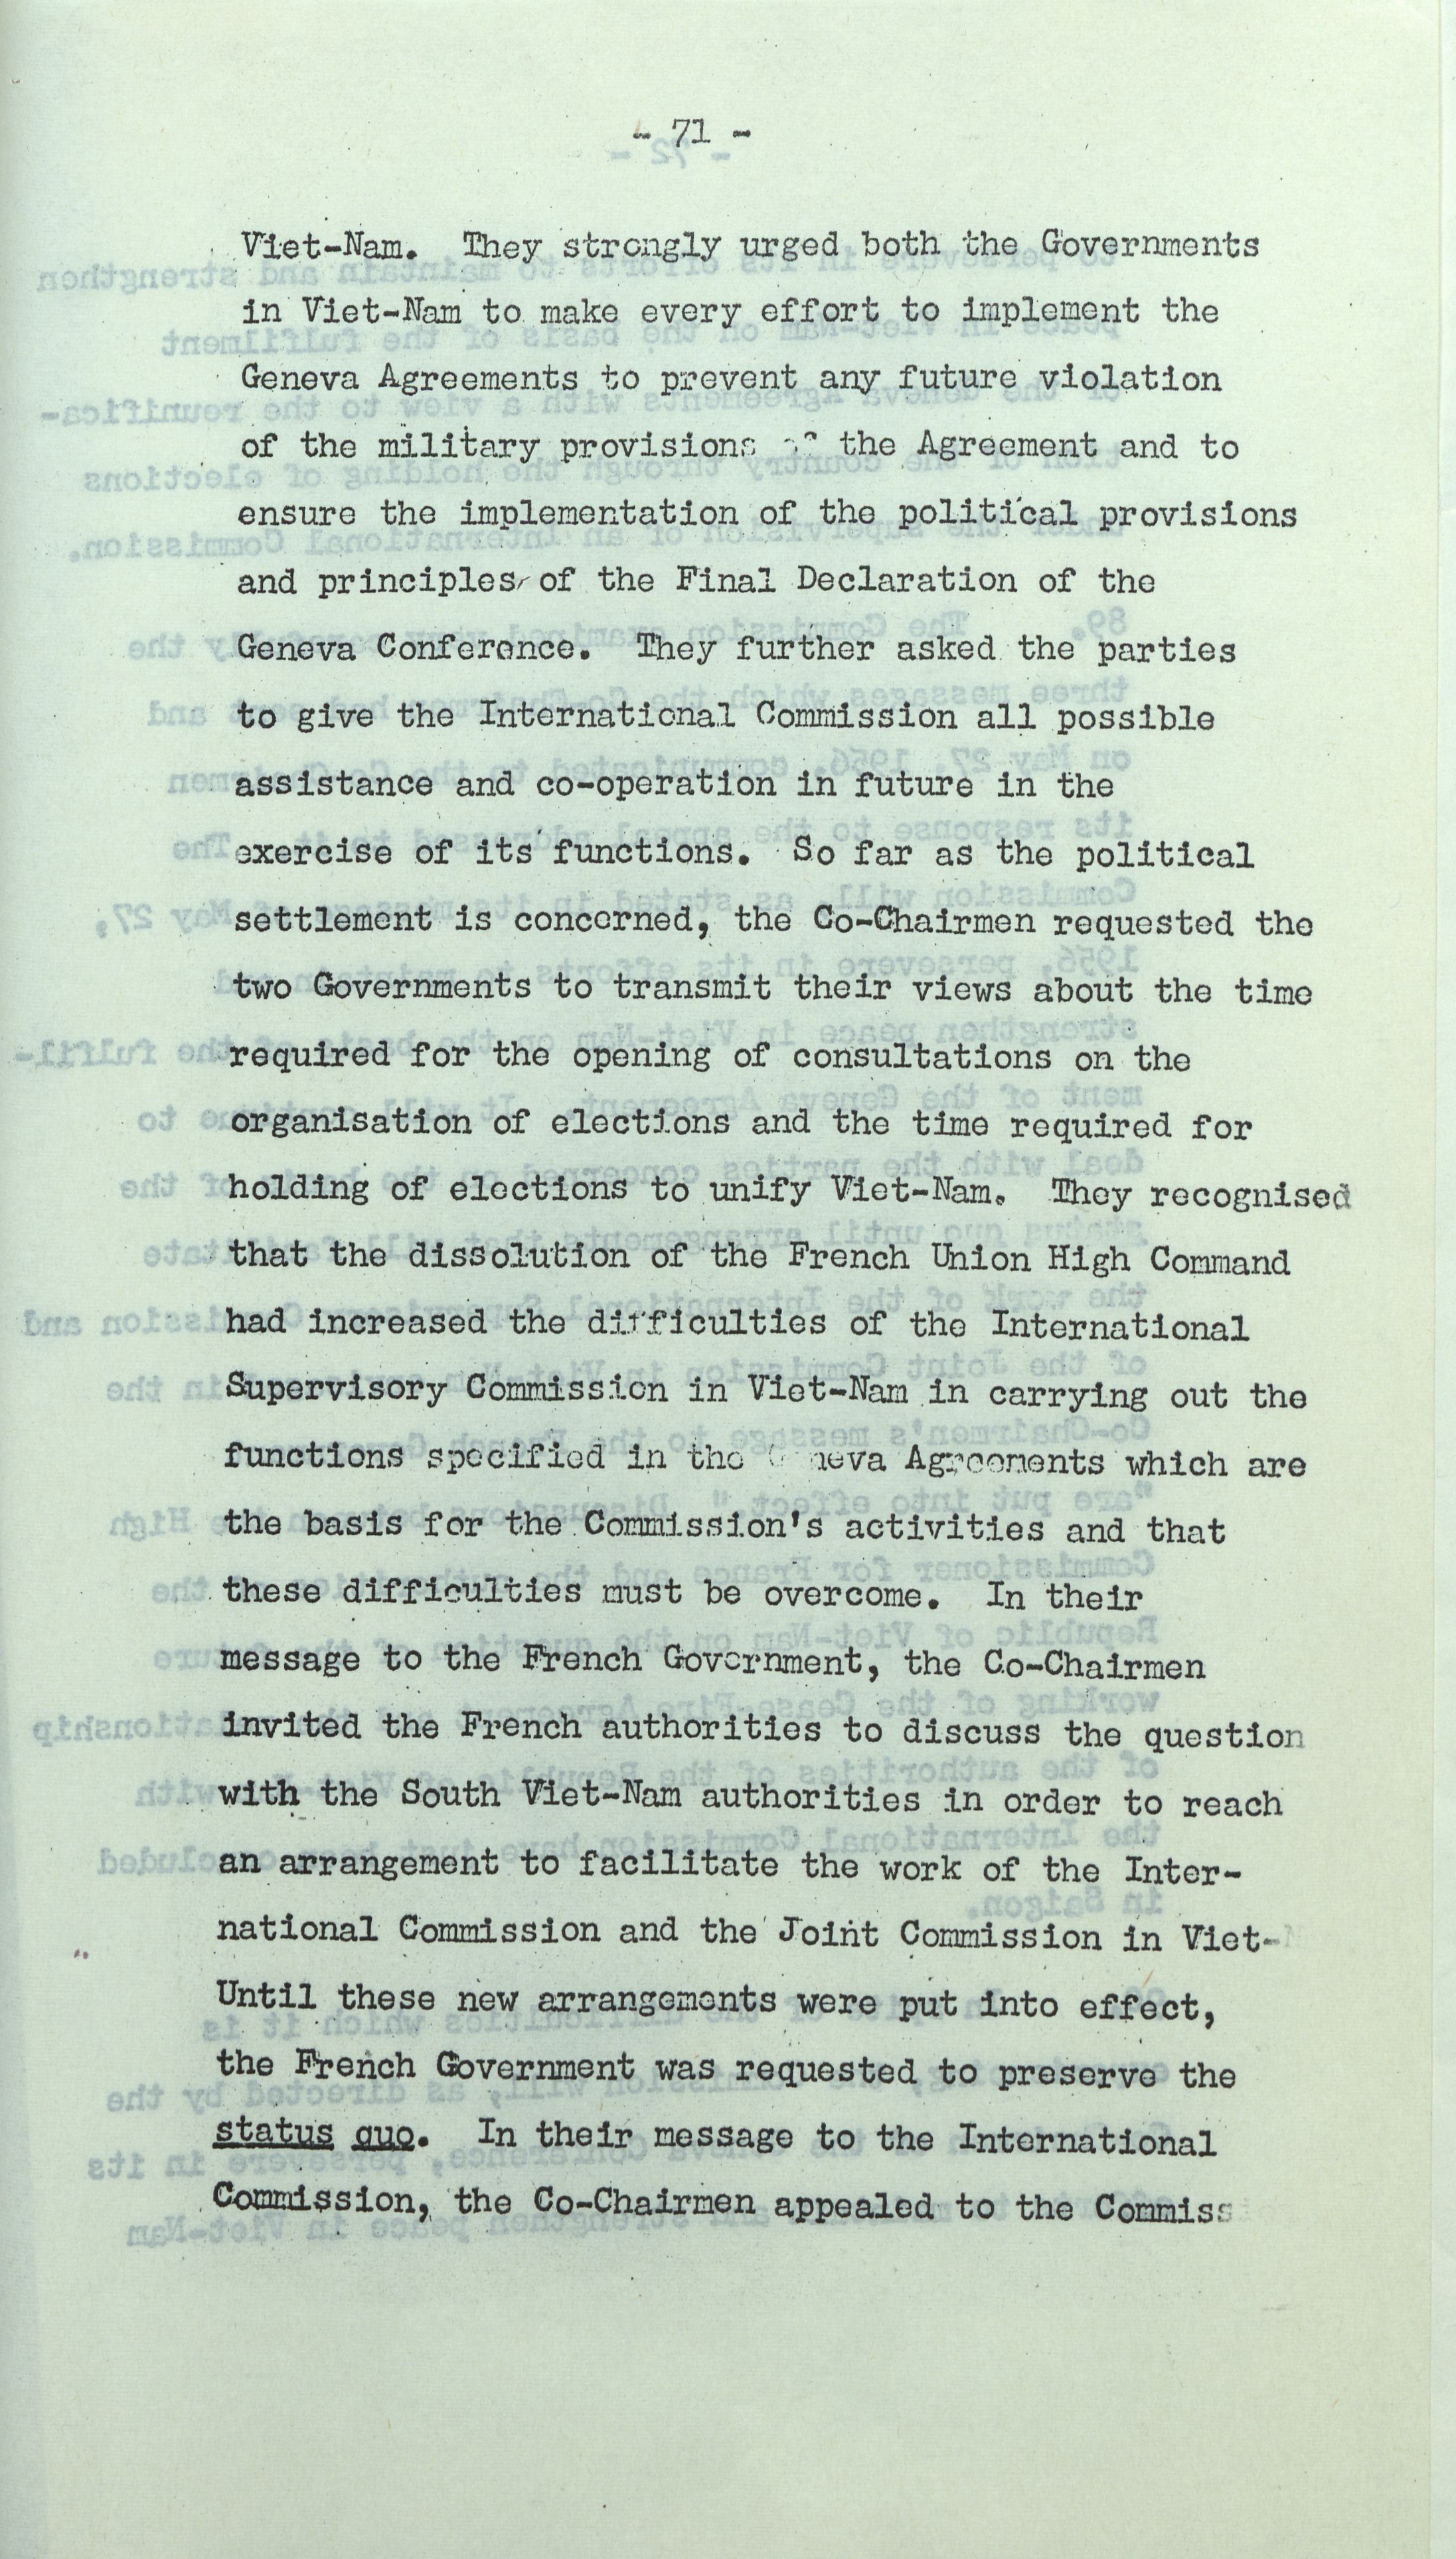 - 71 -
Viet-Nam. They strongly urged both the Governments
in Viet-Nam to make every effort to implement the
Geneva Agreements to prevent any future violation
of the military provisions the Agreement and to
ensure the implementation of the political provisions
and principles of the Final Declaration of the
Geneva Conference. They further asked the parties
to give the International Commission all possible
assistance and co-operation in future in the
exercise of its functions. So far as the political
settlement is concerned, the Co-Chairmen requested the
two Governments to transmit their views about the time
required for the opening of consultations on the
organisation of elections and the time required for
holding of elections to unify Viet-Nam. They recognised
that the dissolution of the French Union High Command
had increased the difficulties of the International
Supervisory Commission in Viet-Nam in carrying out the
functions specified in the Geneva Agreements which are
the basis for the Commission's activities and that
these difficulties must be overcome. In their
message to the French Government, the Co-Chairmen
invited the French authorities to discuss the question
with the South Viet-Nam authorities in order to reach
an arrangement to facilitate the work of the Inter-
national Commission and the Joint Commission in Viet-
Until these new arrangements were put into effect,
the French Government was requested to preserve the
status quo. In their message to the International
Commission, the Co-Chairmen appealed to the Commiss